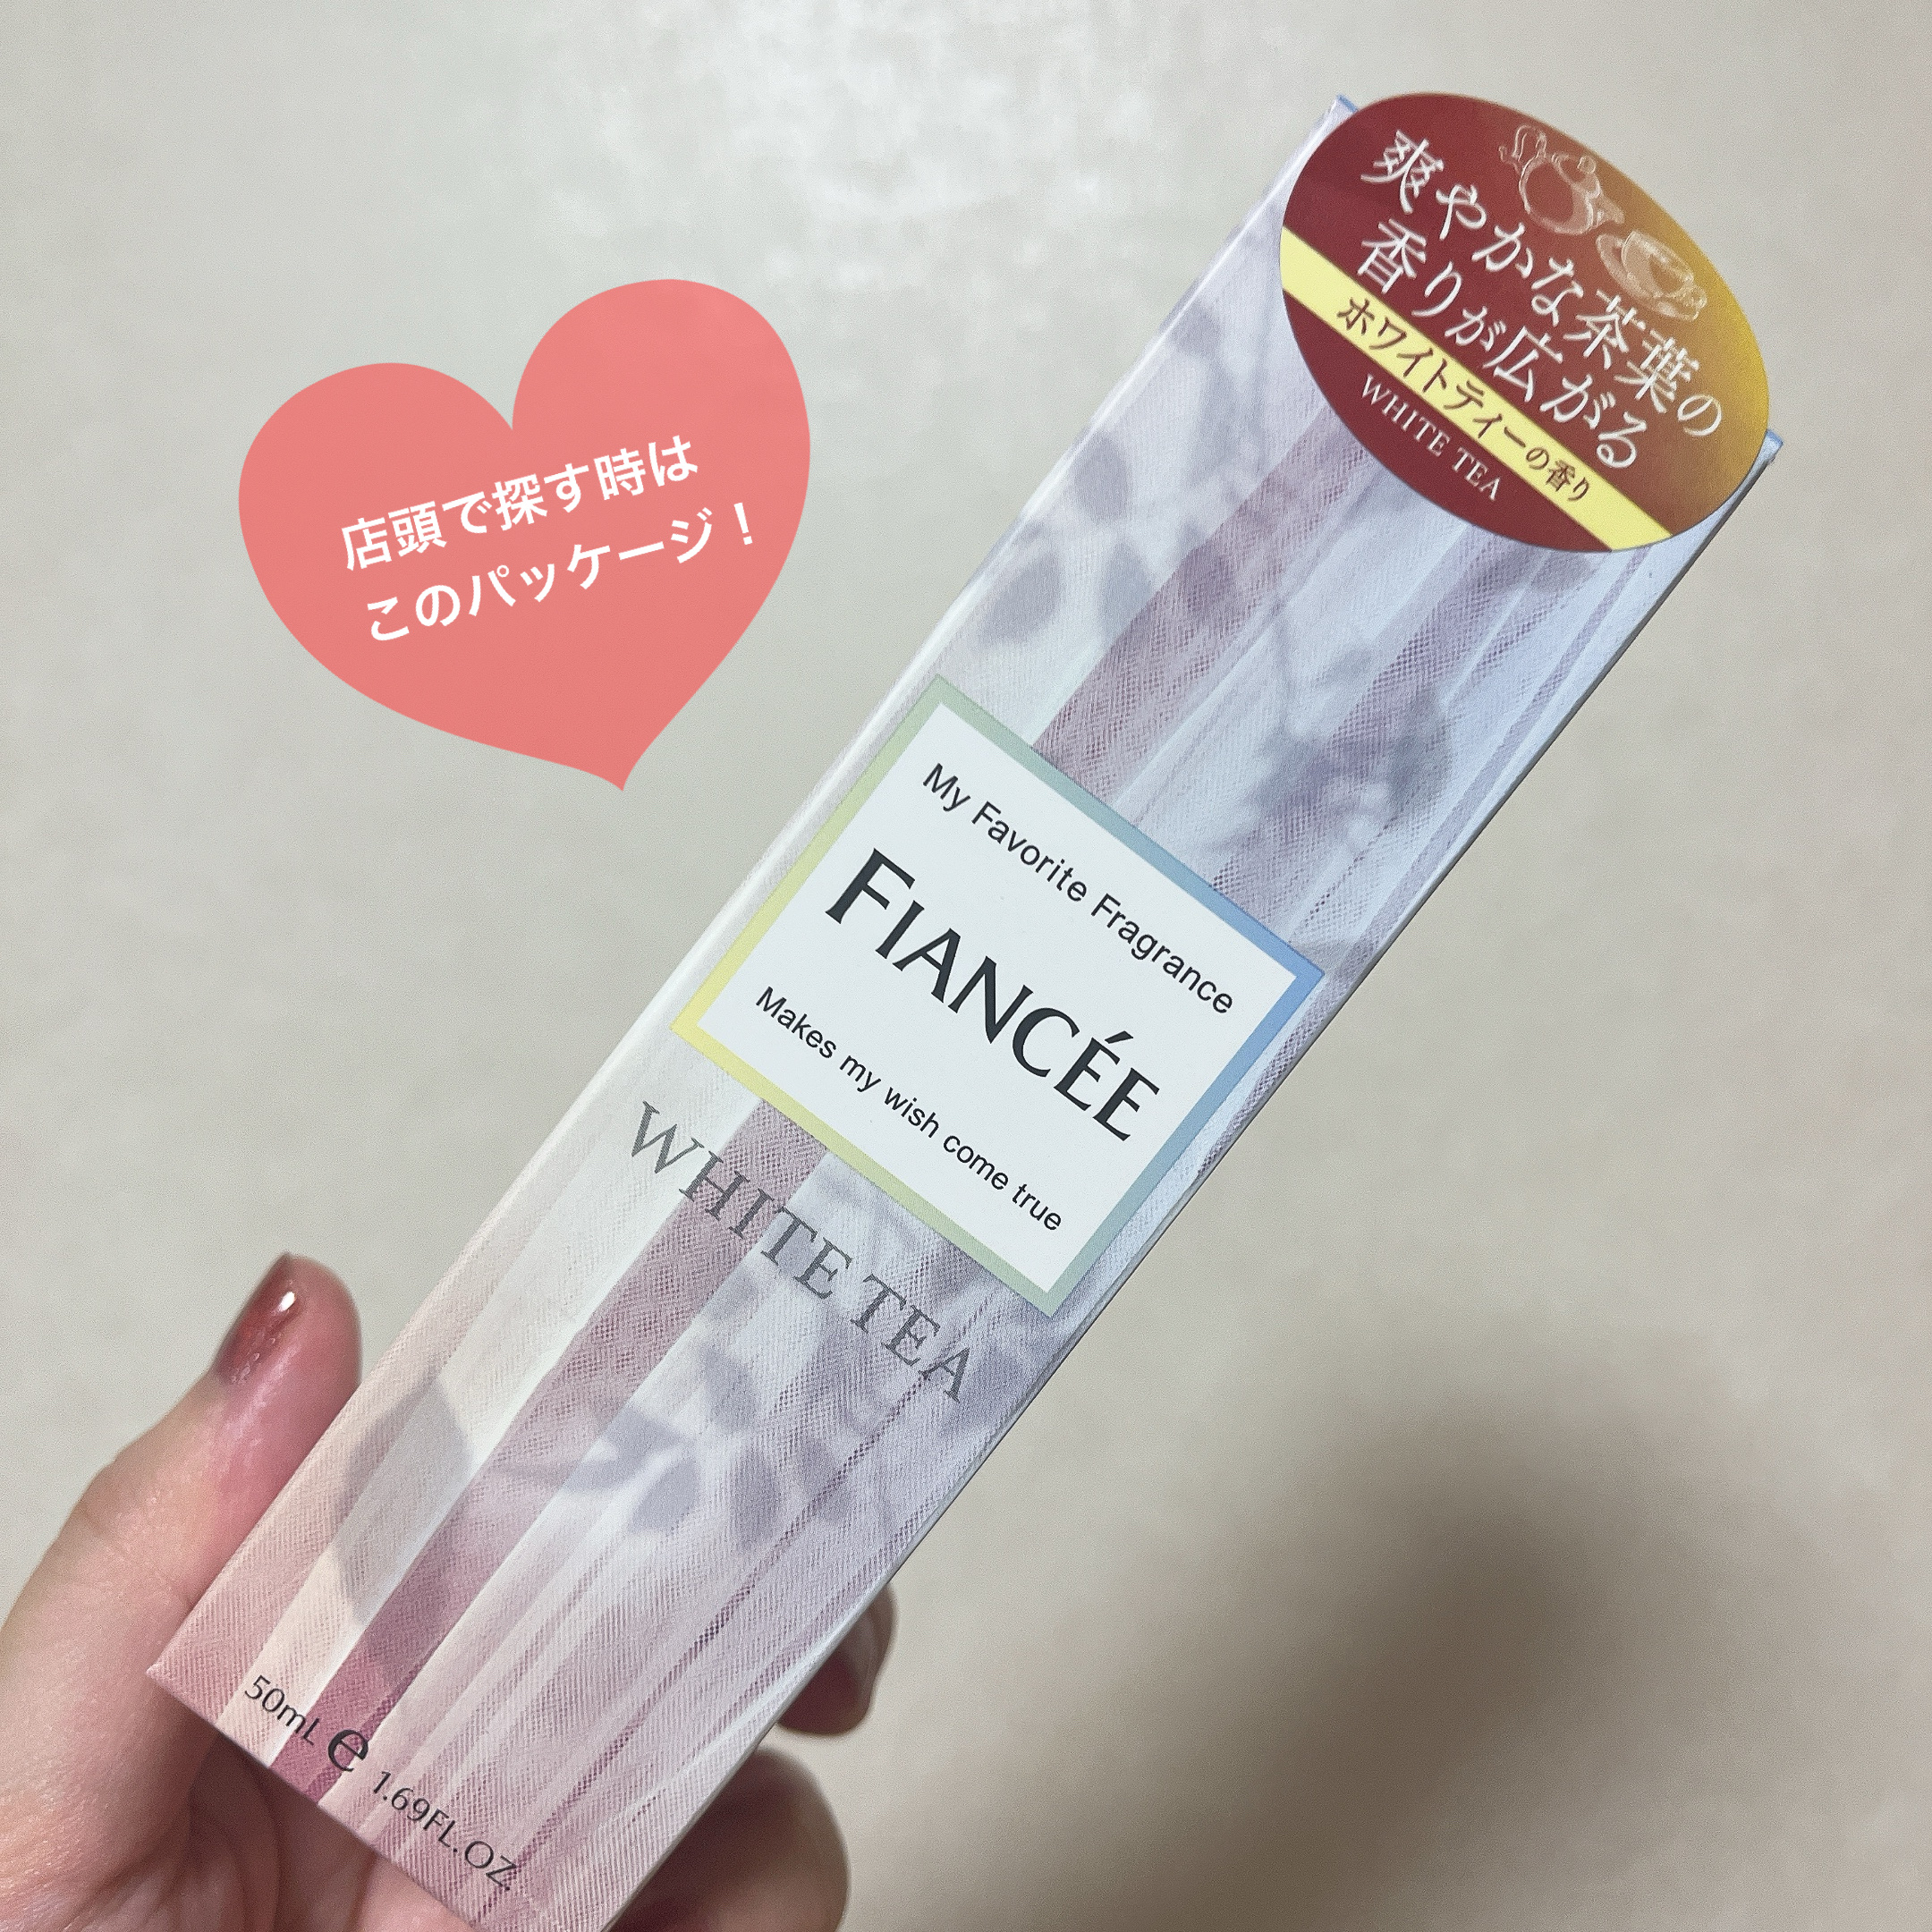 爽やかな茶葉の
香りが広がる
ホワイトティーの香り
WHITE TEA
店頭で探す時は
このパッケージ！
My Favorite Fragrance
FIANCÉE
Makes my wish come true
WHITE TEA
50mL e 1.69FL.OZ.